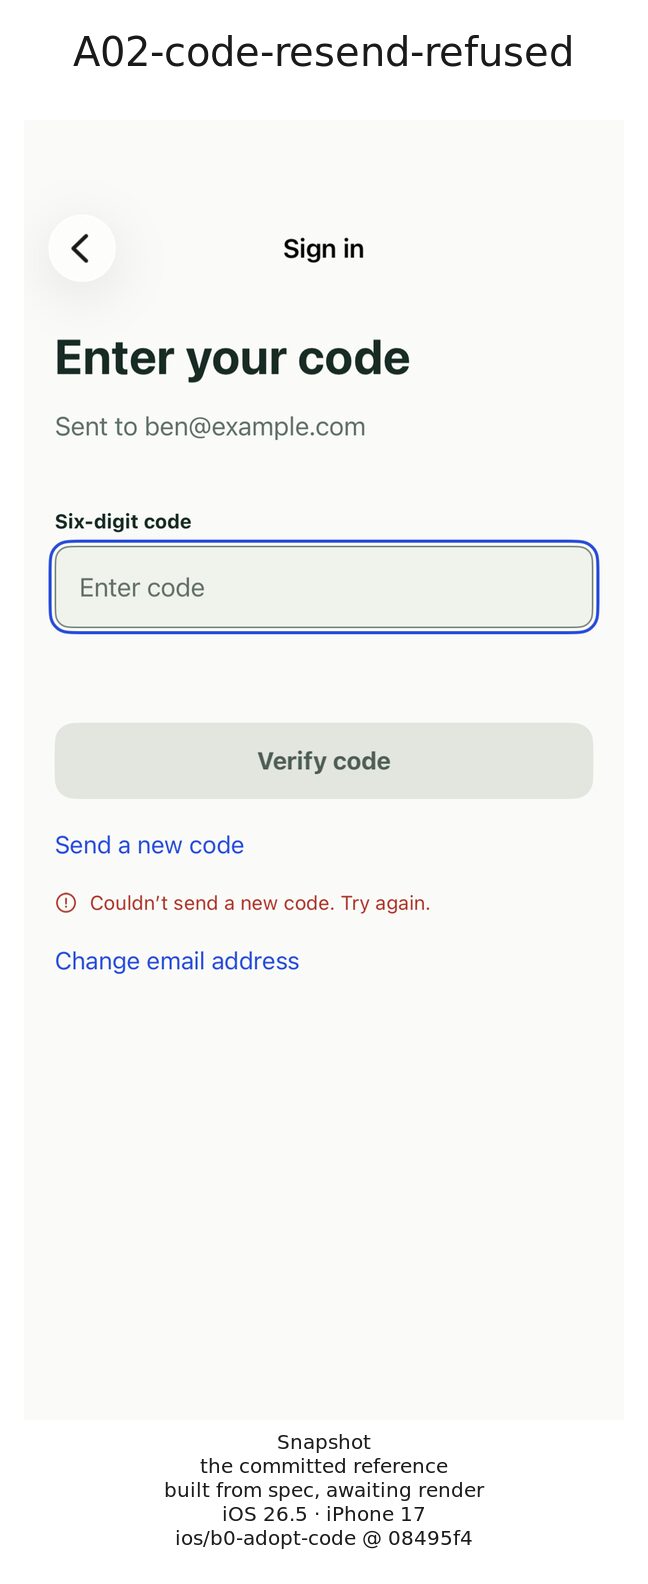 A02-code-resend-refused
Sign in
Enter your code
Sent to ben@example.com
Six-digit code
Enter code
Verify code
Send a new code
Couldn’t send a new code. Try again.
Change email address
Snapshot
the committed reference
built from spec, awaiting render
iOS 26.5 · iPhone 17
ios/b0-adopt-code @ 08495f4